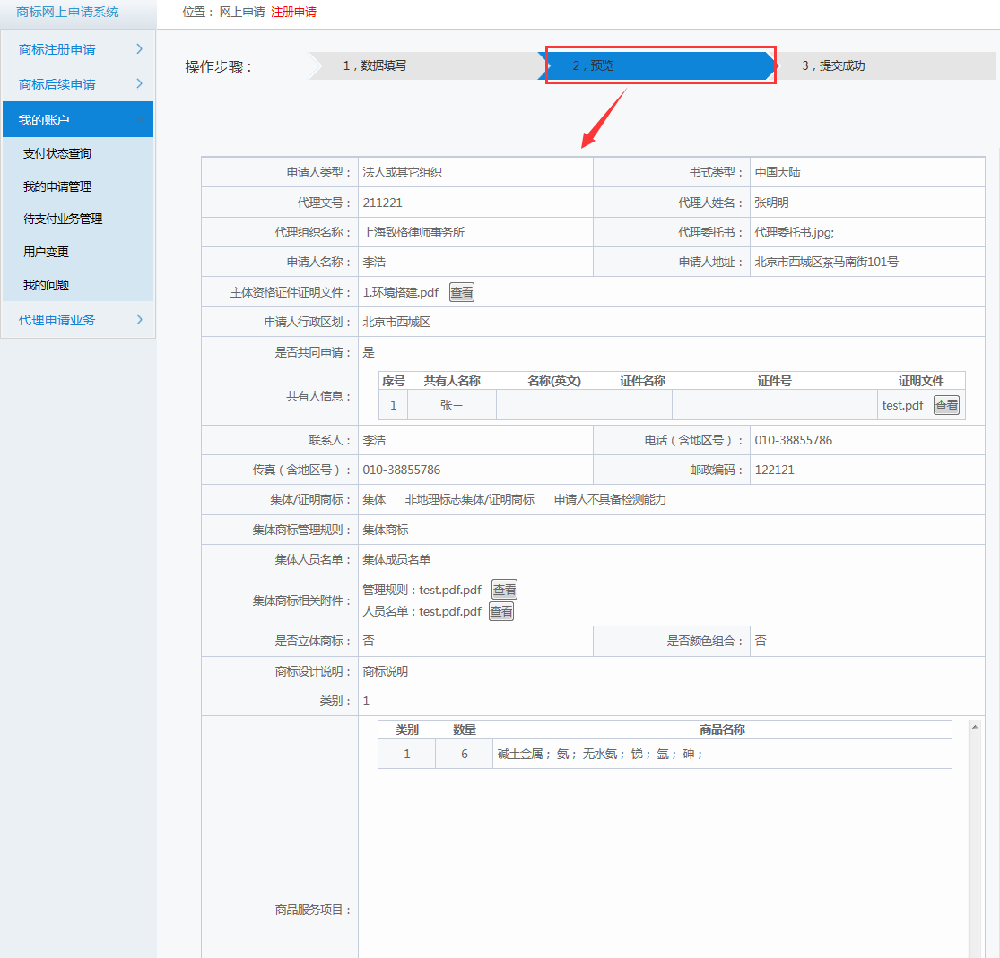 商标网上申请系统
位置： 网上申请 注册申请
商标注册申请
商标后续申请
我的账户
支付状态查询
我的申请管理
待支付业务管理
用户变更
我的问题
代理申请业务
操作步骤： 1，数据填写 2，预览 3，提交成功
申请人类型： 法人或其它组织 书式类型： 中国大陆
代理文号： 211221 代理人姓名： 张明明
代理组织名称： 上海致格律师事务所 代理委托书： 代理委托书.jpg;
申请人名称： 李浩 申请人地址： 北京市西城区茶马南街101号
主体资格证件证明文件： 1.环境搭建.pdf 查看
申请人行政区划： 北京市西城区
是否共同申请： 是
共有人信息：
序号 共有人名称 名称(英文) 证件名称 证件号 证明文件
1 张三 test.pdf 查看
联系人： 李浩 电话（含地区号）： 010-38855786
传真（含地区号）： 010-38855786 邮政编码： 122121
集体/证明商标： 集体 非地理标志集体/证明商标 申请人不具备检测能力
集体商标管理规则： 集体商标
集体人员名单： 集体成员名单
集体商标相关附件：
管理规则：test.pdf.pdf 查看
人员名单：test.pdf.pdf 查看
是否立体商标： 否 是否颜色组合： 否
商标设计说明： 商标说明
类别： 1
类别 数量 商品名称
1 6 碱土金属； 氨； 无水氨； 锑； 氩； 砷；
商品服务项目：